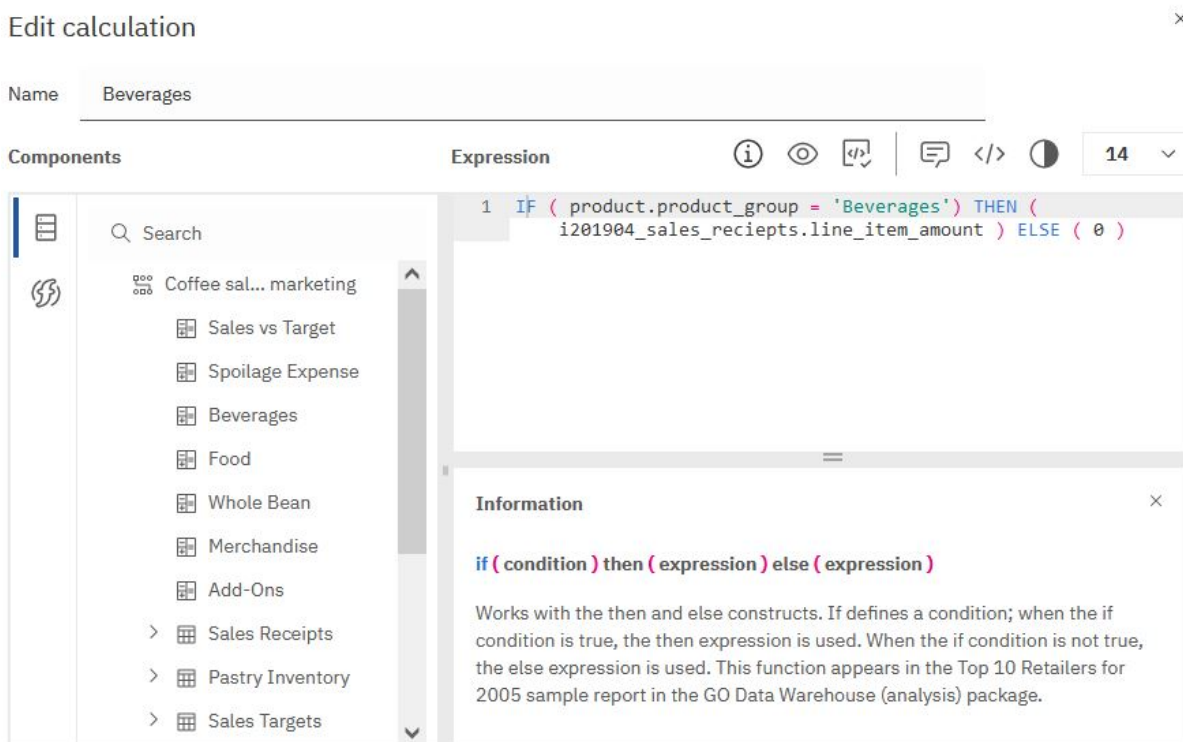 Edit calculation
×
Name Beverages
Components
Expression
14
Search
Coffee sal... marketing
Sales vs Target
Spoilage Expense
Beverages
Food
Whole Bean
Merchandise
Add-Ons
Sales Receipts
Pastry Inventory
Sales Targets
1 IF ( product.product_group = 'Beverages') THEN (
i201904_sales_reciepts.line_item_amount ) ELSE ( 0 )
Information
×
if ( condition ) then ( expression ) else ( expression )
Works with the then and else constructs. If defines a condition; when the if
condition is true, the then expression is used. When the if condition is not true,
the else expression is used. This function appears in the Top 10 Retailers for
2005 sample report in the GO Data Warehouse (analysis) package.